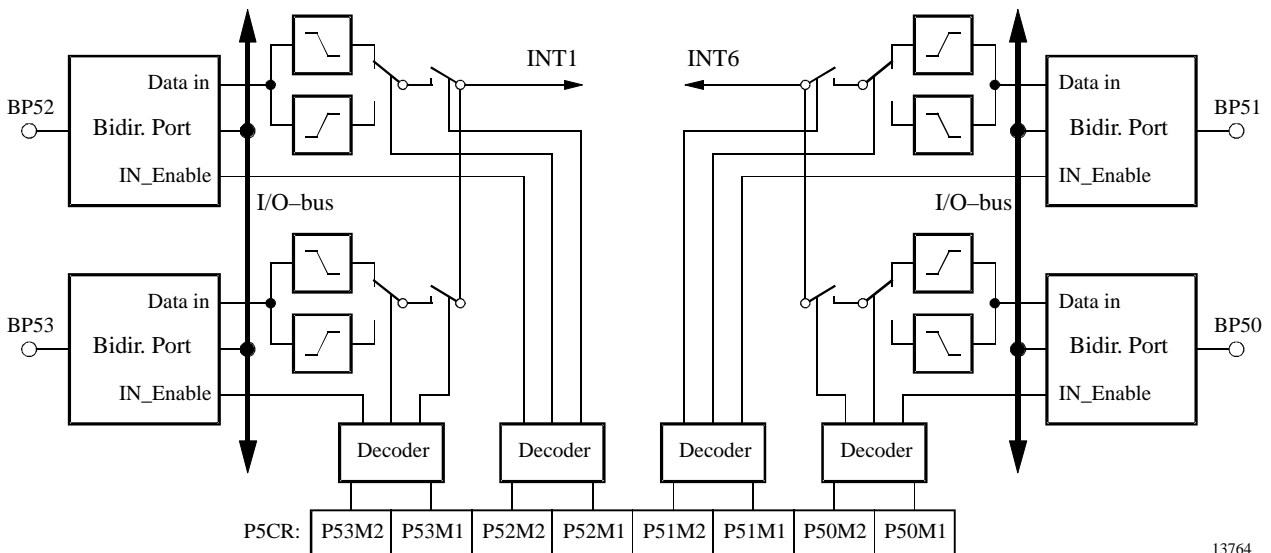 INT1
INT6
Data in
Data in
BP52
BP51
Bidir. Port
Bidir. Port
IN_Enable
IN_Enable
I/O–bus
I/O–bus
Data in
Data in
BP53
BP50
Bidir. Port
Bidir. Port
IN_Enable
IN_Enable
Decoder
Decoder
Decoder
Decoder
P5CR: P53M2 P53M1 P52M2 P52M1 P51M2 P51M1 P50M2 P50M1
13764